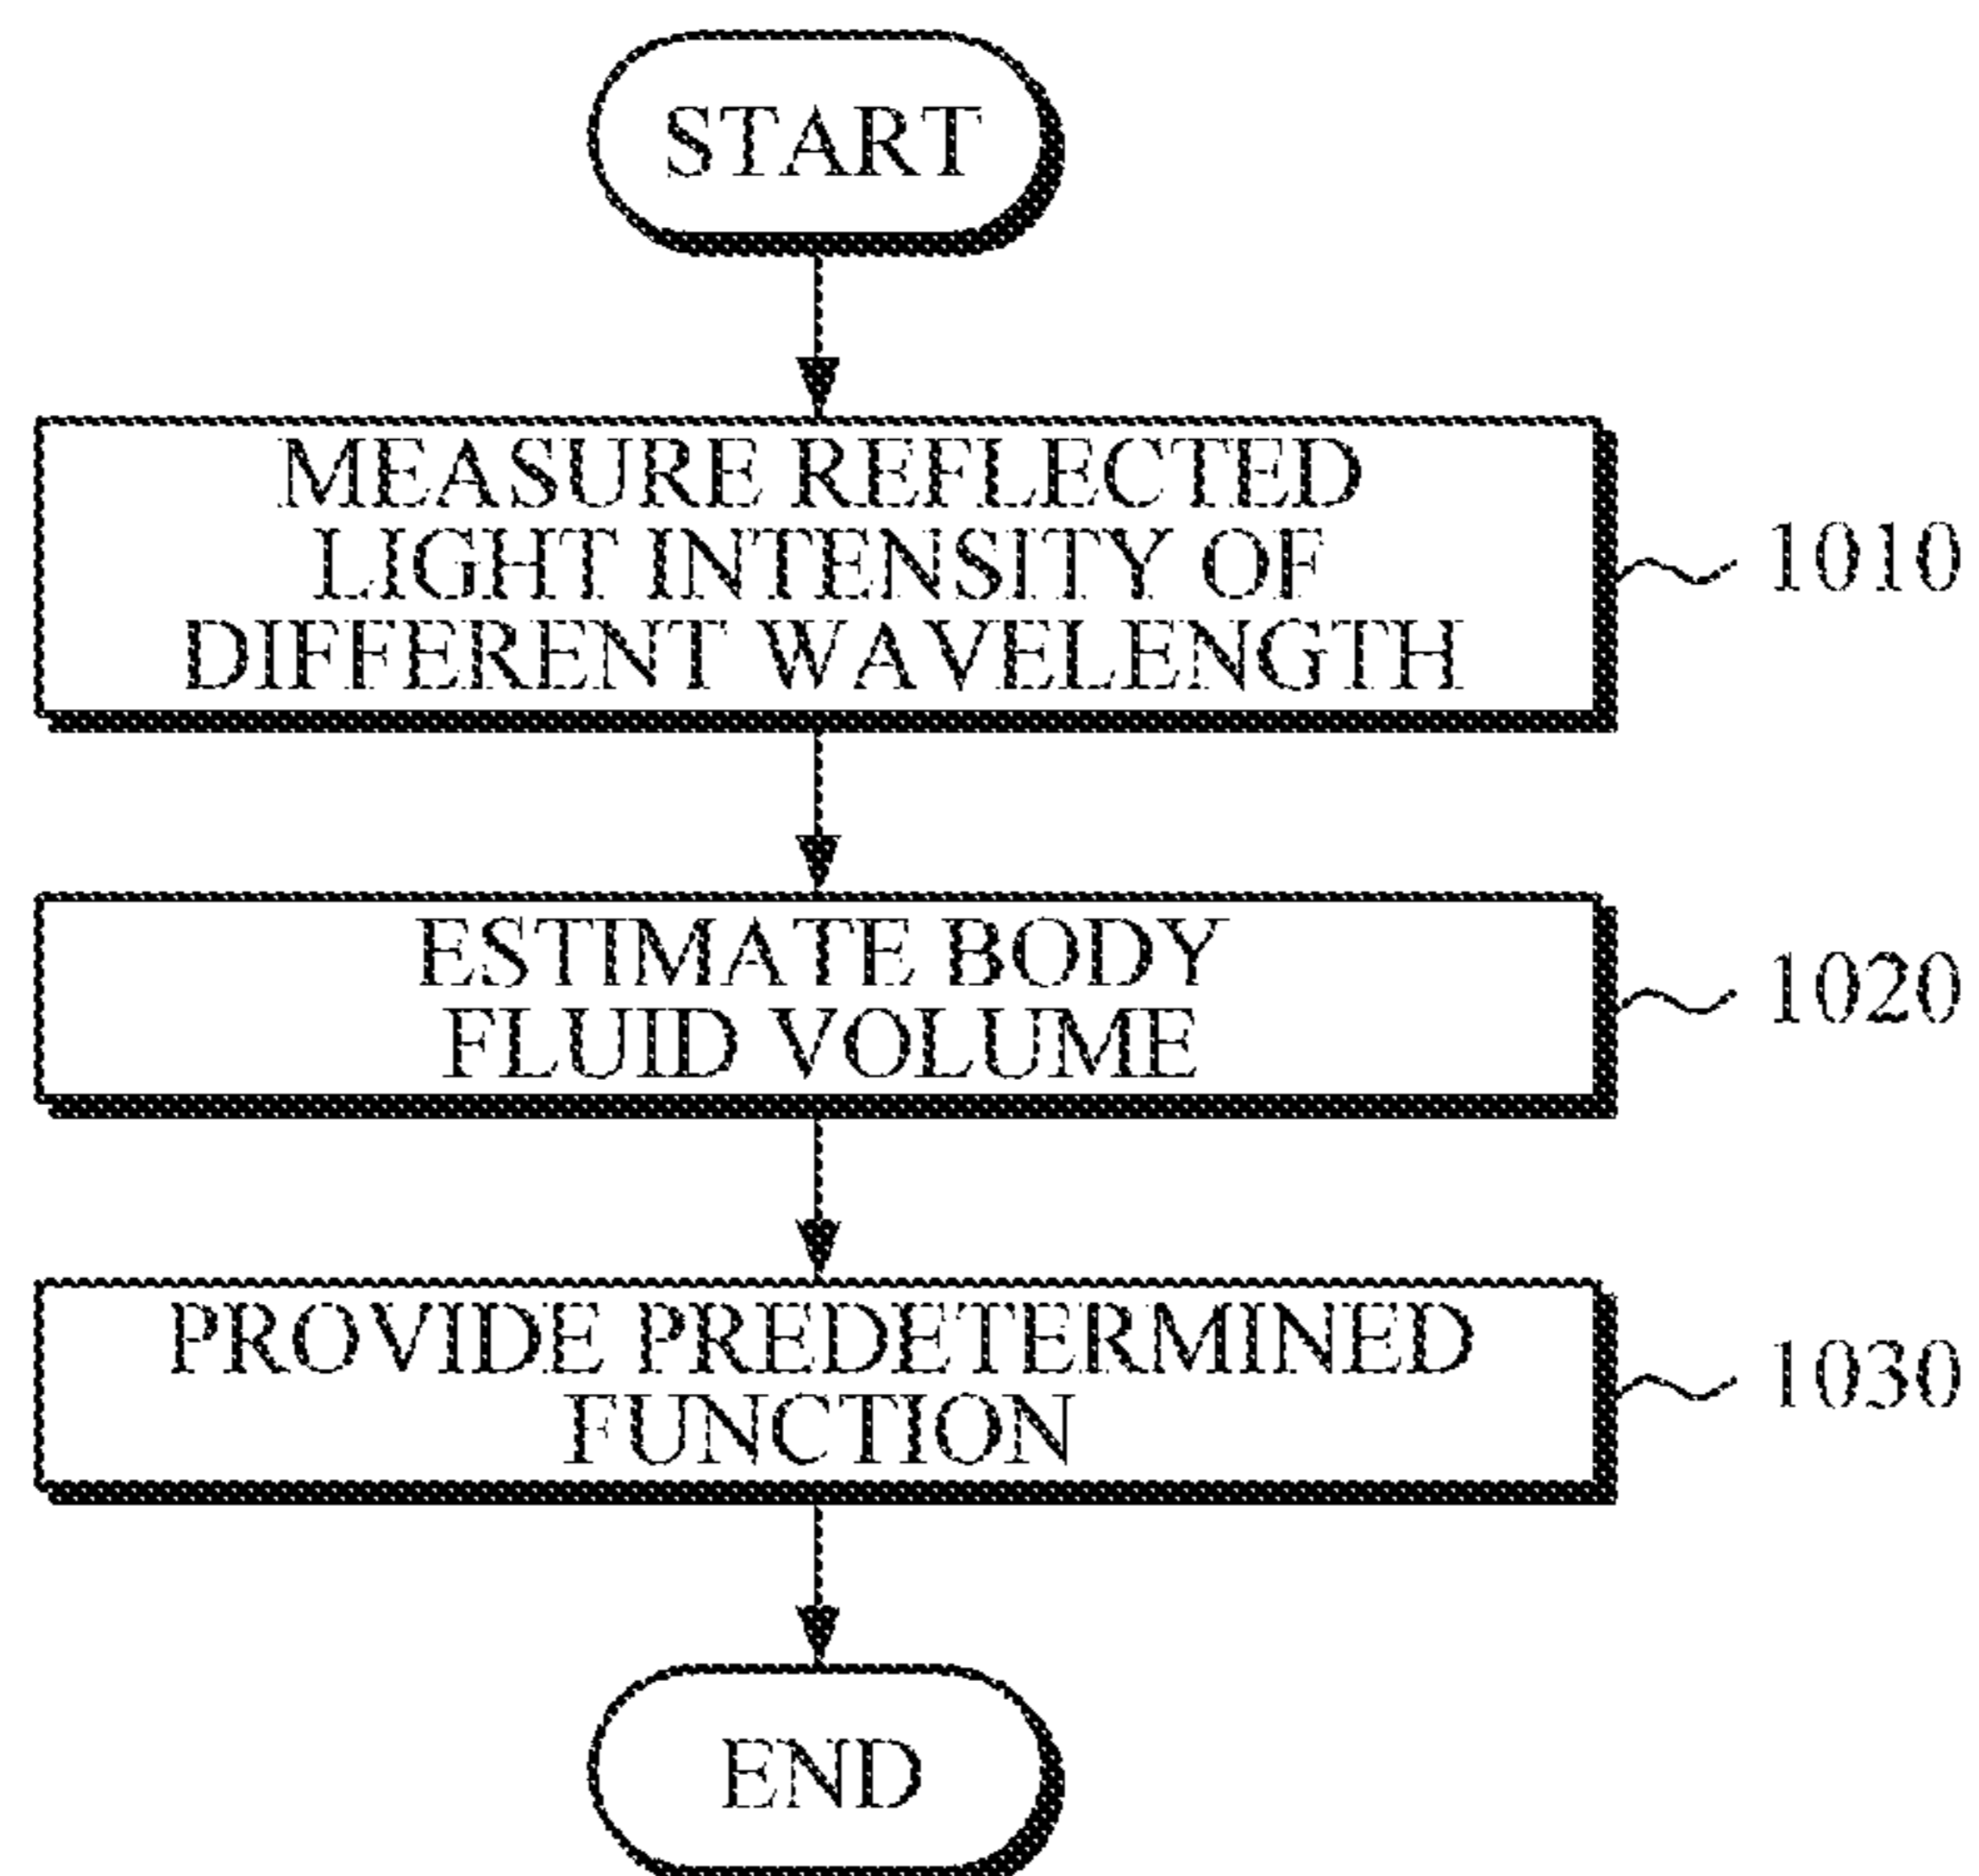 START
MEASURE REFLECTED
LIGHT INTENSITY OF
DIFFERENT WAVELENGTH
1010
ESTIMATE BODY
FLUID VOLUME
1020
PROVIDE PREDETERMINED
FUNCTION
1030
END